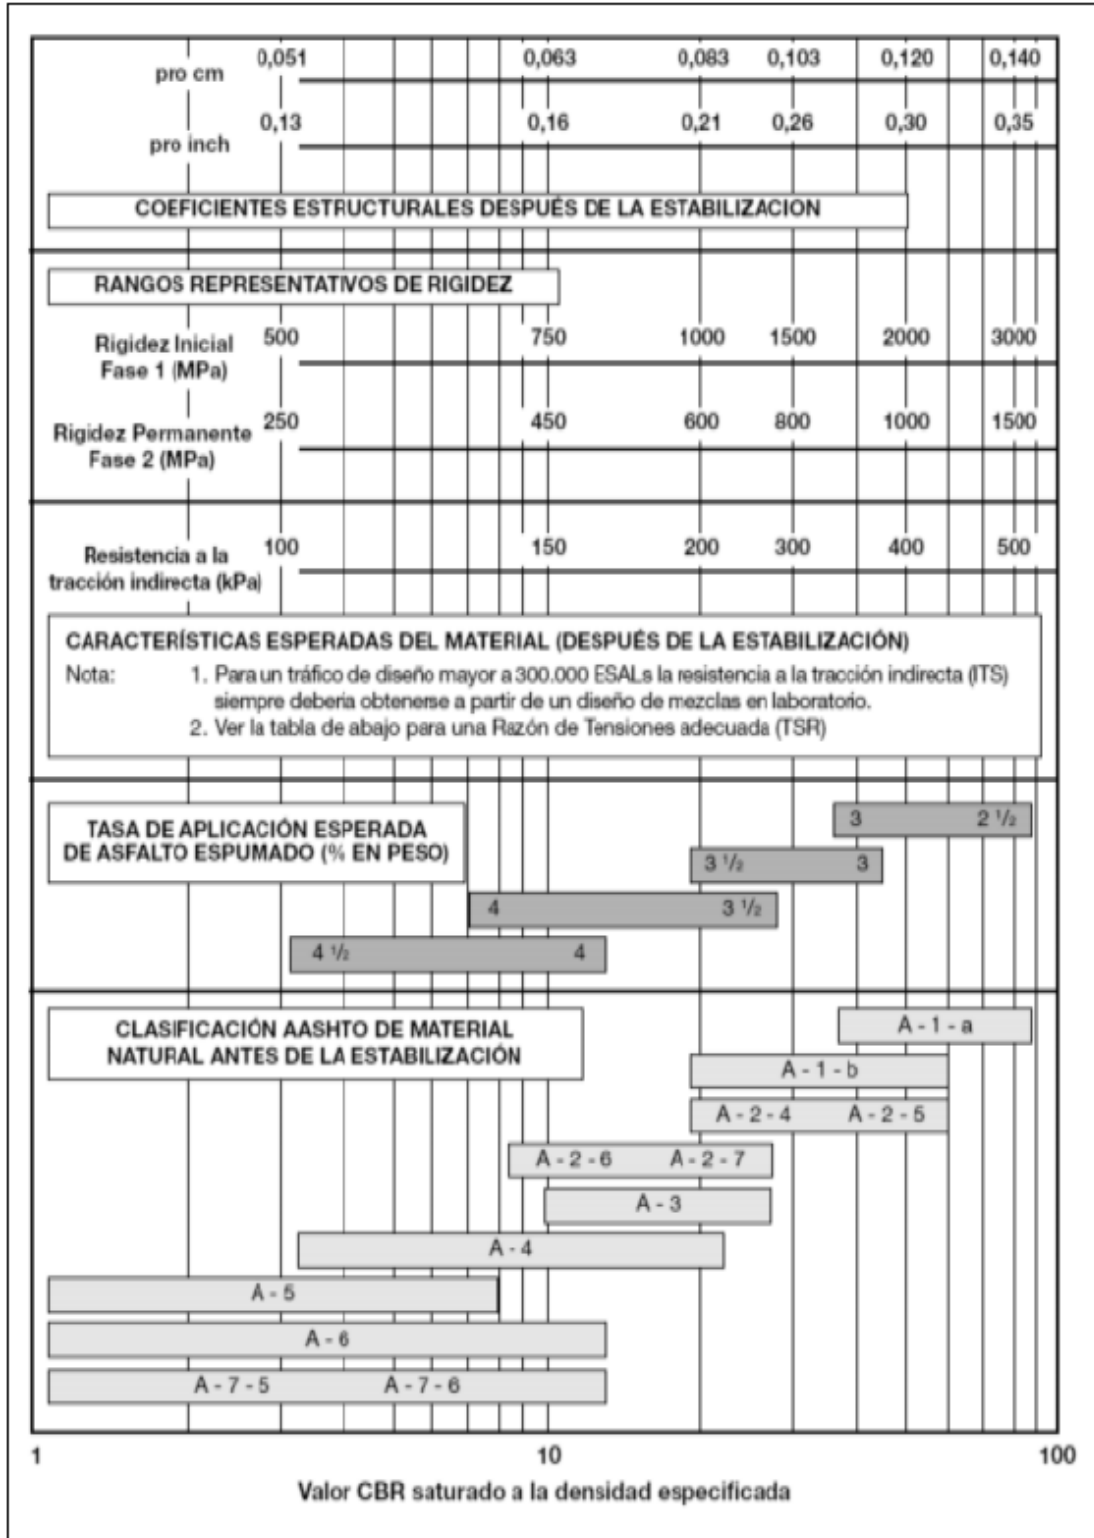 0,051 0,063 0,083 0,103 0,120 0,140
pro cm
0,13 0,16 0,21 0,26 0,30 0,35
pro inch
COEFICIENTES ESTRUCTURALES DESPUÉS DE LA ESTABILIZACION
RANGOS REPRESENTATIVOS DE RIGIDEZ
Rigidez Inicial 500 750 1000 1500 2000 3000
Fase 1 (MPa)
Rigidez Permanente 250 450 600 800 1000 1500
Fase 2 (MPa)
Resistencia a la 100 150 200 300 400 500
tracción indirecta (kPa)
CARACTERÍSTICAS ESPERADAS DEL MATERIAL (DESPUÉS DE LA ESTABILIZACIÓN)
Nota: 1. Para un tráfico de diseño mayor a 300.000 ESALs la resistencia a la tracción indirecta (ITS)
siempre debería obtenerse a partir de un diseño de mezclas en laboratorio.
2. Ver la tabla de abajo para una Razón de Tensiones adecuada (TSR)
TASA DE APLICACIÓN ESPERADA
DE ASFALTO ESPUMADO (% EN PESO)
3 2 1/2
3 1/2 3
4 3 1/2
4 1/2 4
CLASIFICACIÓN AASHTO DE MATERIAL
NATURAL ANTES DE LA ESTABILIZACIÓN
A - 1 - a
A - 1 - b
A - 2 - 4 A - 2 - 5
A - 2 - 6 A - 2 - 7
A - 3
A - 4
A - 5
A - 6
A - 7 - 5 A - 7 - 6
1 10 100
Valor CBR saturado a la densidad especificada